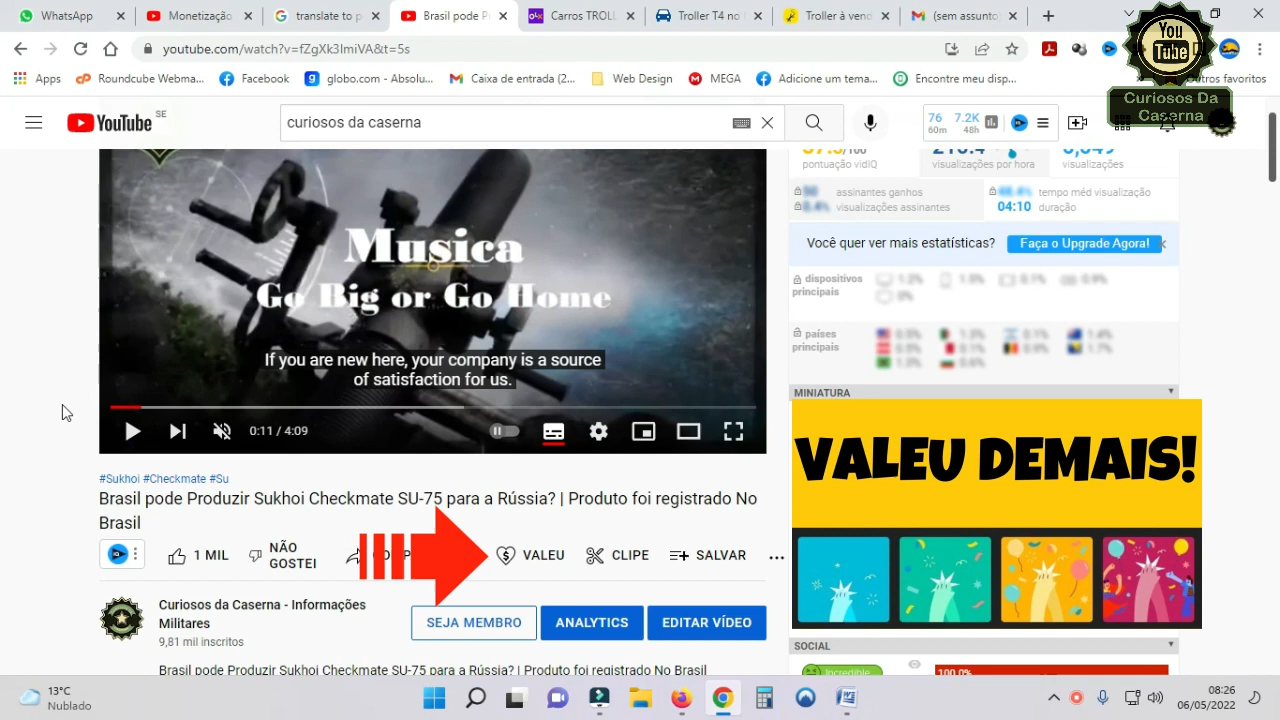 WhatsApp
Monetização
translate to p
Brasil pode P
Carros TROLL
Troller T4 no
Troller à vend
(sem assunto
youtube.com/watch?v=fZgXk3lmiVA&t=5s
Apps
Roundcube Webma...
Facebook
globo.com - Absolu...
Caixa de entrada (2...
Web Design
MEGA
Adicione um tema...
Encontre meu disp...
Outros favoritos
You
Tube
Curiosos Da
Caserna
YouTube
SE
curiosos da caserna
76
60m
7.2K
48h
/100
pontuação vidIQ
visualizações por hora
visualizações
assinantes ganhos
visualizações assinantes
tempo méd visualização
04:10 duração
Você quer ver mais estatísticas?
Faça o Upgrade Agora!
dispositivos
principais
países
principais
MINIATURA
Musica
Go Big or Go Home
If you are new here, your company is a source
of satisfaction for us.
0:11 / 4:09
VALEU DEMAIS!
#Sukhoi #Checkmate #Su
Brasil pode Produzir Sukhoi Checkmate SU-75 para a Rússia? | Produto foi registrado No
Brasil
1 MIL
NÃO
GOSTEI
VALEU
CLIPE
SALVAR
Curiosos da Caserna - Informações
Militares
9,81 mil inscritos
SEJA MEMBRO
ANALYTICS
EDITAR VÍDEO
SOCIAL
Incredible
100.0%
Brasil pode Produzir Sukhoi Checkmate SU-75 para a Rússia? | Produto foi registrado No Brasil
13°C
Nublado
08:26
06/05/2022